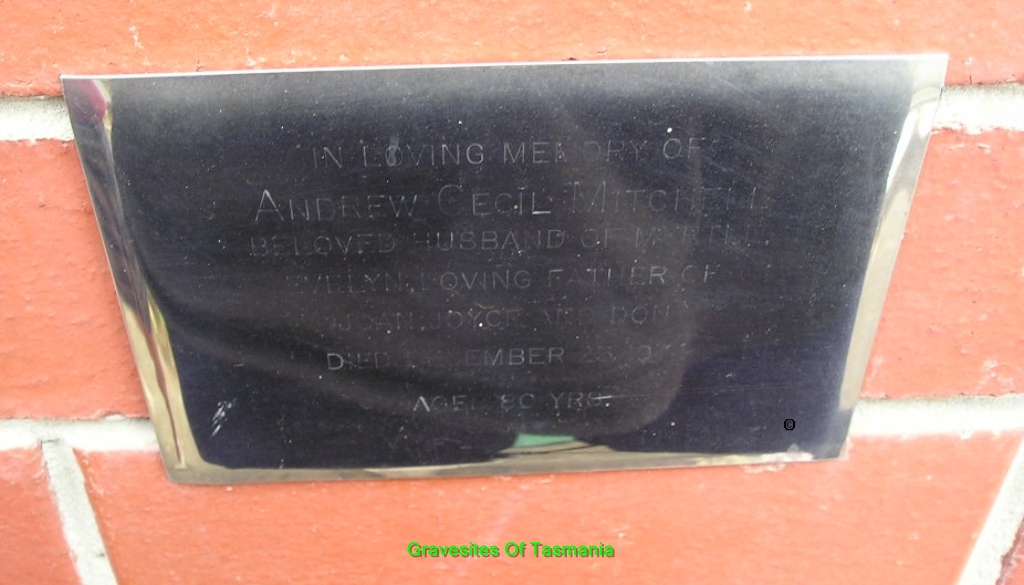 IN LOVING MEMORY OF
ANDREW CECIL MITCHELL
BELOVED HUSBAND OF
EVELYN, LOVING FATHER OF
JOYCE AND DON
DIED
AGED 80 YRS.
©
Gravesites Of Tasmania